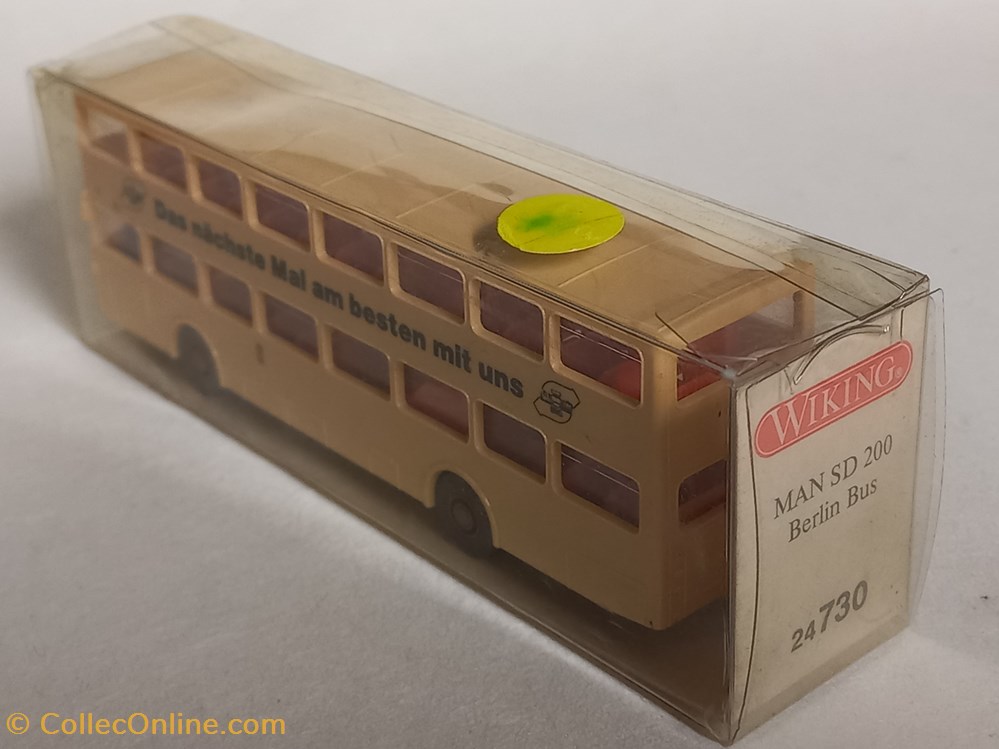 Das nächste Mal am besten mit uns
WIKING®
MAN SD 200
Berlin Bus
24730
© CollecOnline.com